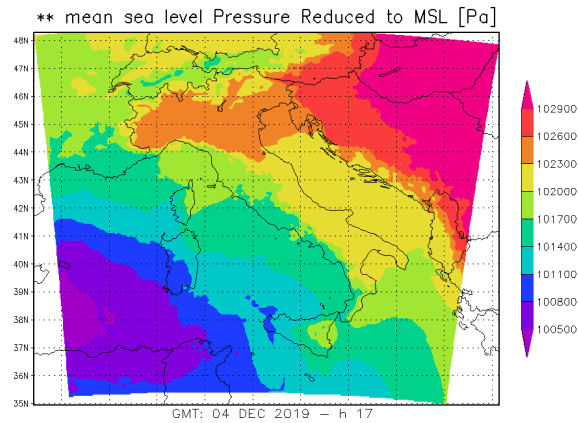 ** mean sea level Pressure Reduced to MSL [Pa]
48N
47N
46N
45N
44N
43N
42N
41N
40N
39N
38N
37N
36N
35N
102900
102600
102300
102000
101700
101400
101100
100800
100500
GMT: 04 DEC 2019 – h 17